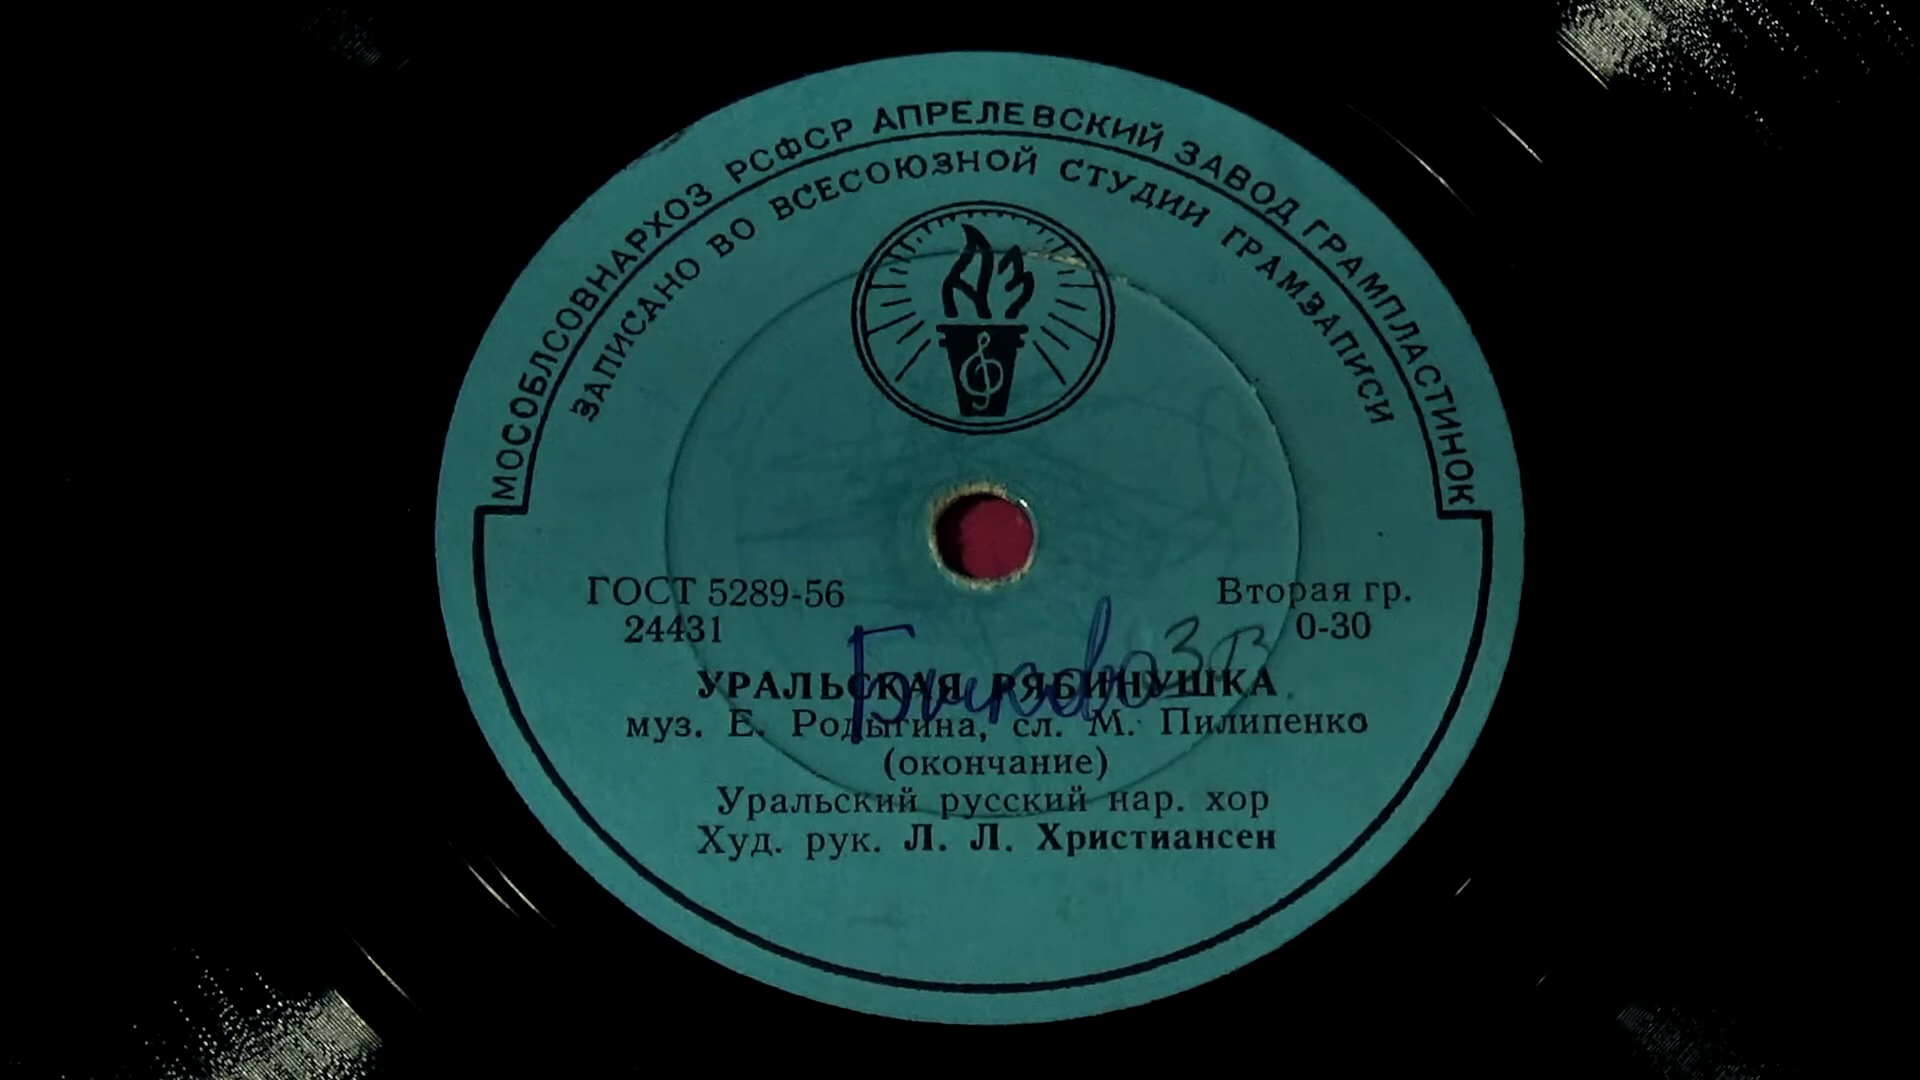 МОСОБЛСОВНАРХОЗ РСФСР АПРЕЛЕВСКИЙ ЗАВОД ГРАМПЛАСТИНОК
ЗАПИСАНО ВО ВСЕСОЮЗНОЙ СТУДИИ ГРАМЗАПИСИ
АЗ
ГОСТ 5289-56
24431
Вторая гр.
0-30
УРАЛЬСКАЯ РЯБИНУШКА
муз. Е. Родыгина, сл. М. Пилипенко
(окончание)
Уральский русский нар. хор
Худ. рук. Л. Л. Христиансен